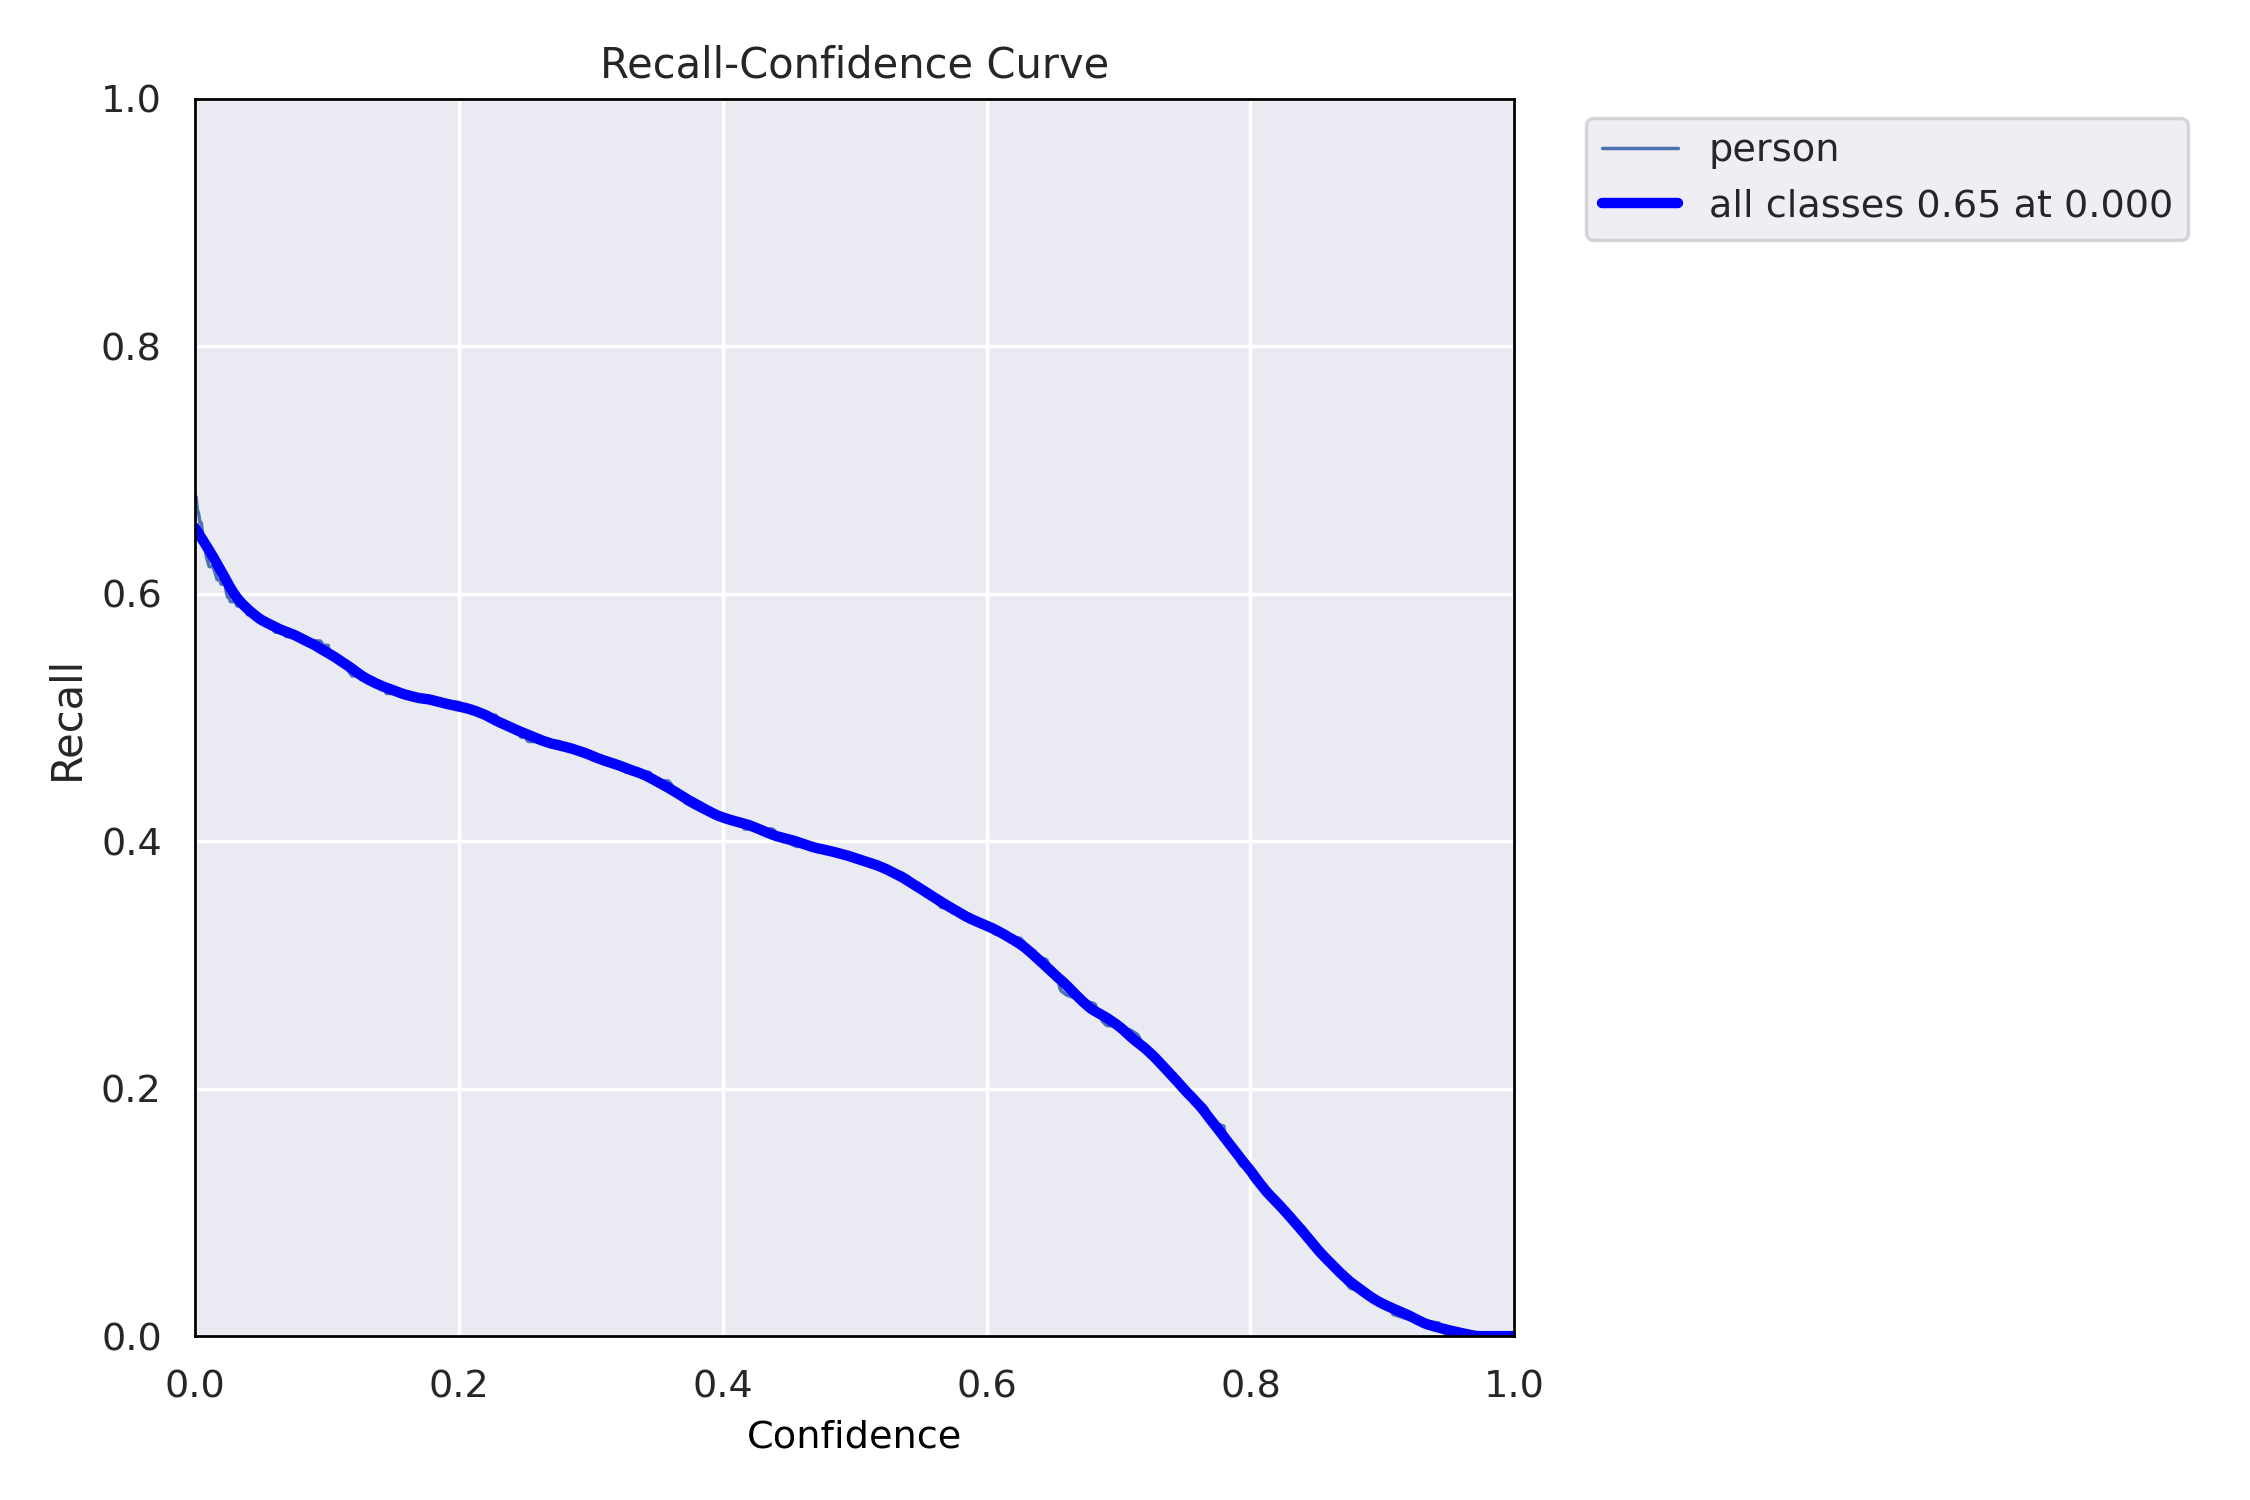 Recall-Confidence Curve
1.0
0.8
0.6
0.4
0.2
0.0
Recall
0.0 0.2 0.4 0.6 0.8 1.0
Confidence
person
all classes 0.65 at 0.000